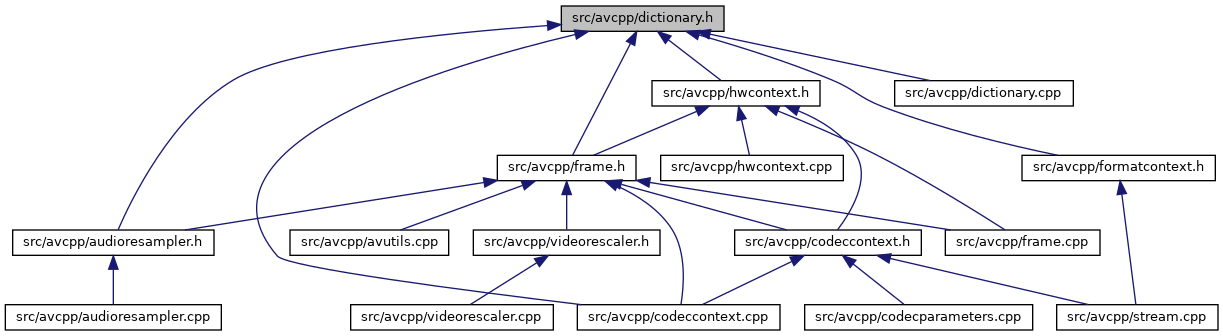 src/avcpp/dictionary.h
src/avcpp/hwcontext.h
src/avcpp/dictionary.cpp
src/avcpp/frame.h
src/avcpp/hwcontext.cpp
src/avcpp/formatcontext.h
src/avcpp/audioresampler.h
src/avcpp/avutils.cpp
src/avcpp/videorescaler.h
src/avcpp/codeccontext.h
src/avcpp/frame.cpp
src/avcpp/audioresampler.cpp
src/avcpp/videorescaler.cpp
src/avcpp/codeccontext.cpp
src/avcpp/codecparameters.cpp
src/avcpp/stream.cpp